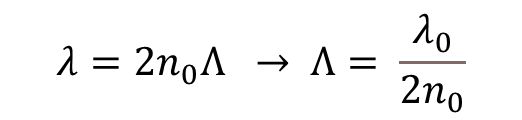 λ = 2n₀Λ → Λ = λ₀ / 2n₀